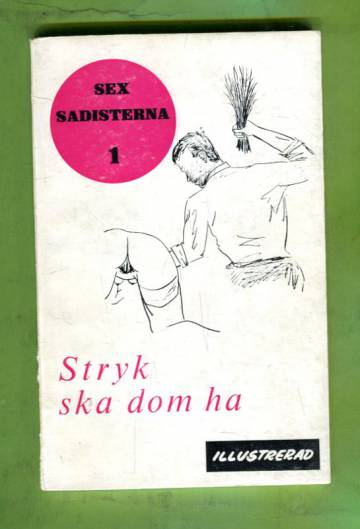 SEX
SADISTERNA
1
Stryk
ska dom ha
ILLUSTRERAD